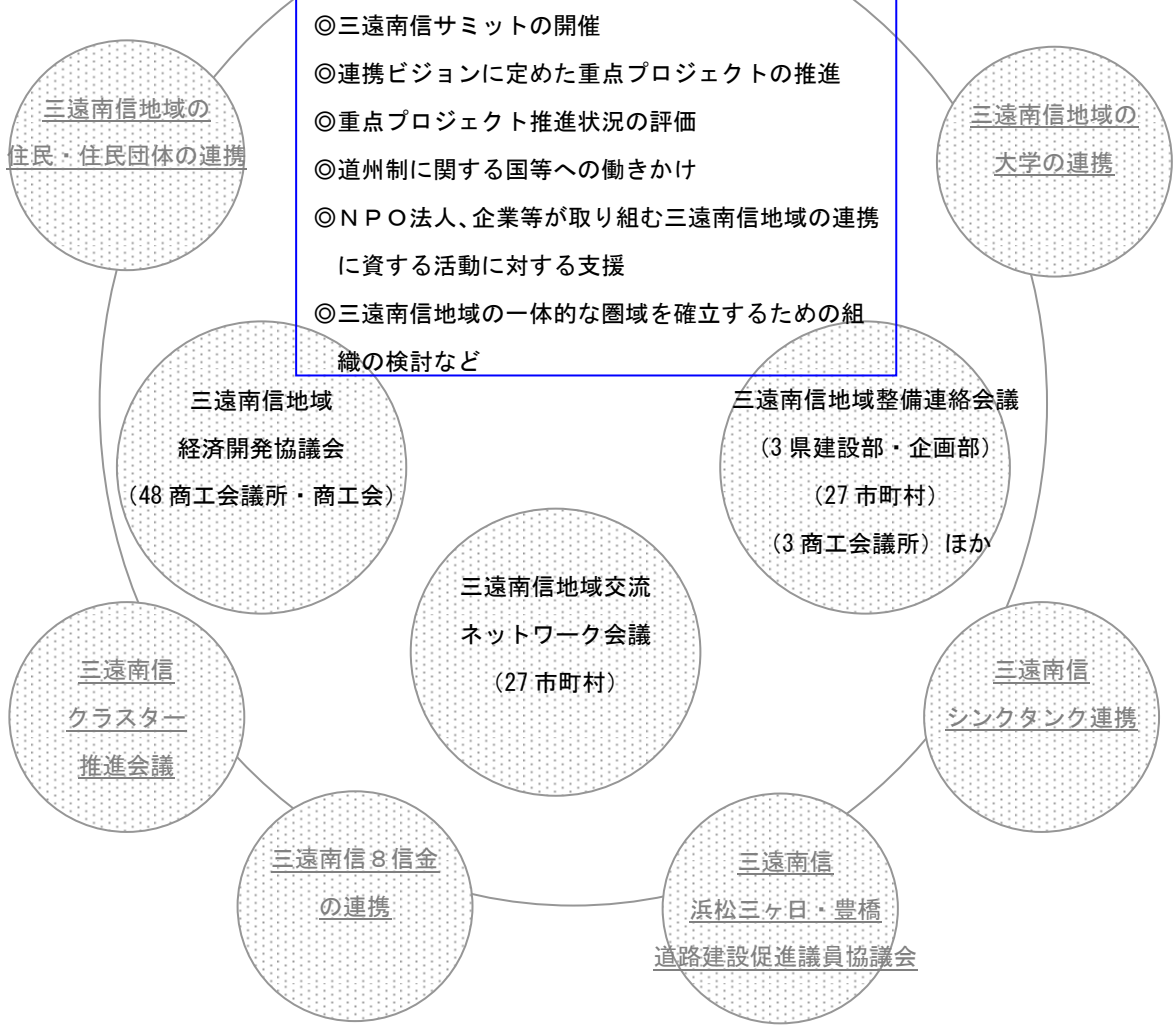 ◎三遠南信サミットの開催
◎連携ビジョンに定めた重点プロジェクトの推進
◎重点プロジェクト推進状況の評価
◎道州制に関する国等への働きかけ
◎ＮＰＯ法人、企業等が取り組む三遠南信地域の連携
に資する活動に対する支援
◎三遠南信地域の一体的な圏域を確立するための組
織の検討など
三遠南信地域の
住民・住民団体の連携
三遠南信地域の
大学の連携
三遠南信地域
経済開発協議会
（48 商工会議所・商工会）
三遠南信地域整備連絡会議
（3 県建設部・企画部）
（27 市町村）
（3 商工会議所）ほか
三遠南信地域交流
ネットワーク会議
（27 市町村）
三遠南信
クラスター
推進会議
三遠南信
シンクタンク連携
三遠南信８信金
の連携
三遠南信
浜松三ヶ日・豊橋
道路建設促進議員協議会